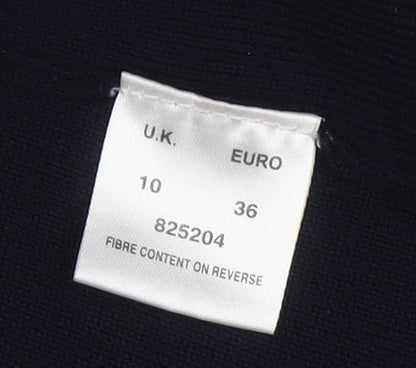 U.K. EURO
10 36
825204
FIBRE CONTENT ON REVERSE